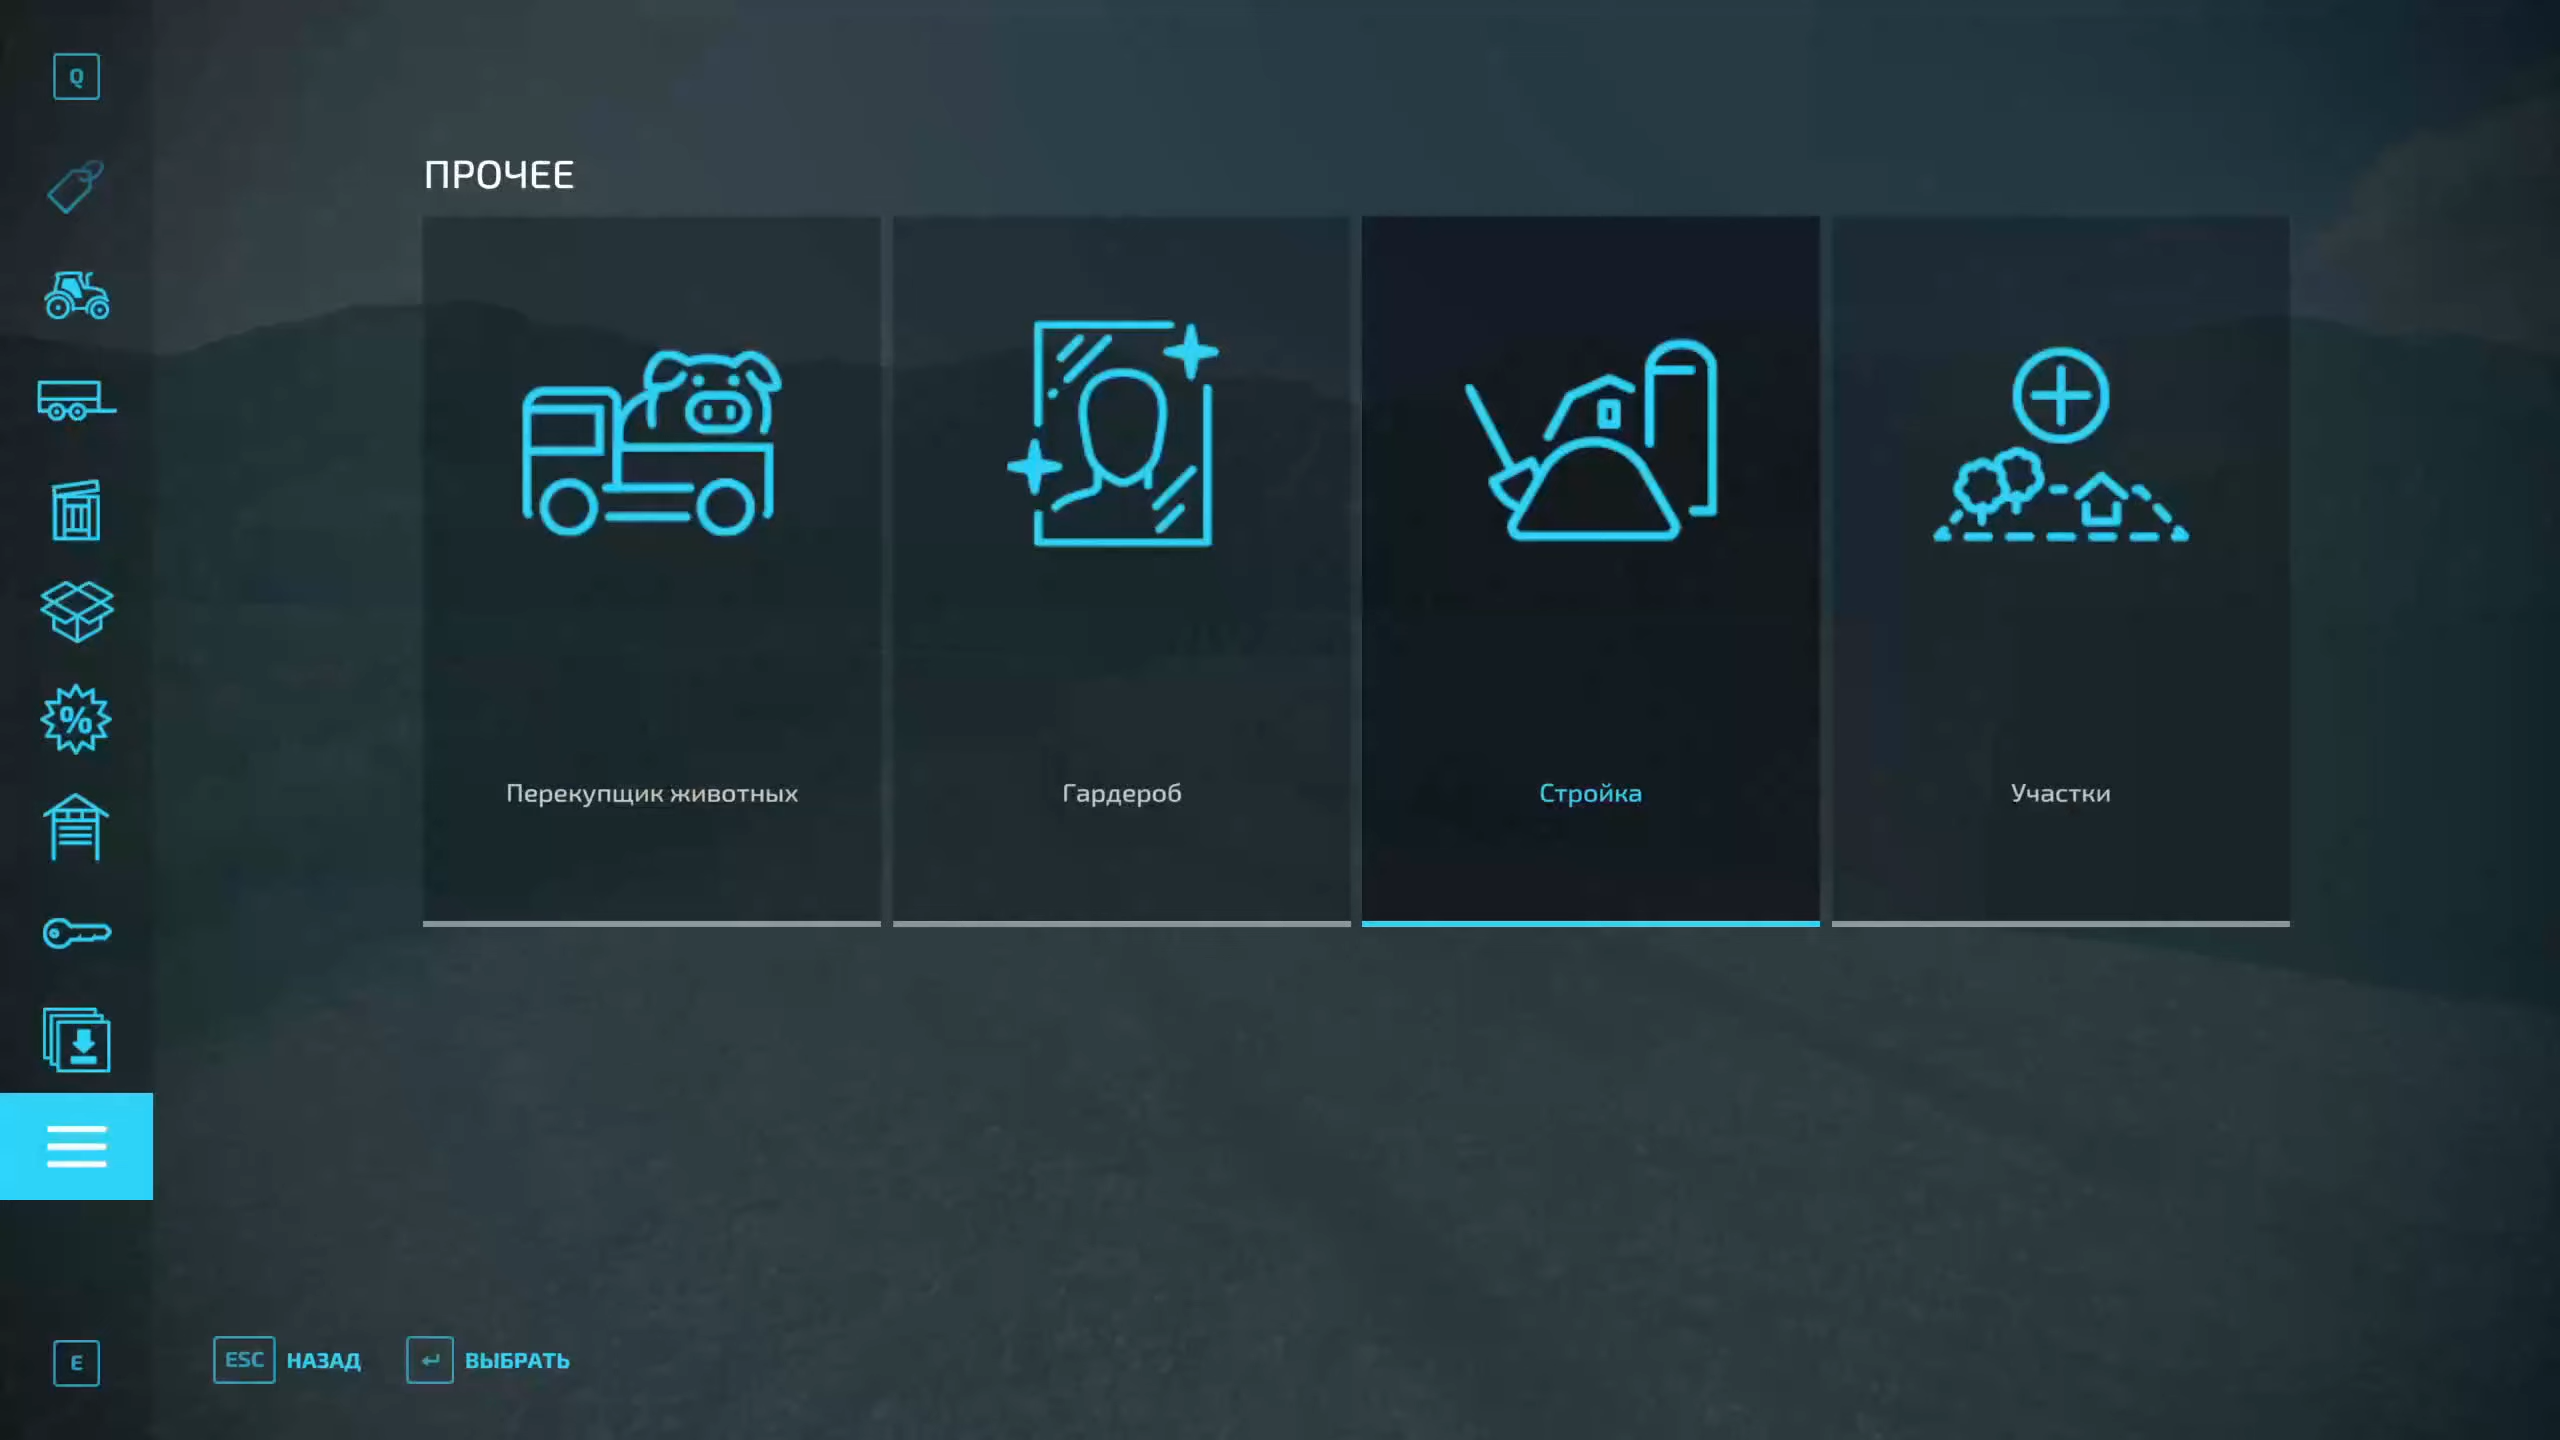 Q
ПРОЧЕЕ
%
Перекупщик животных
Гардероб
Стройка
Участки
E
ESC НАЗАД
ВЫБРАТЬ